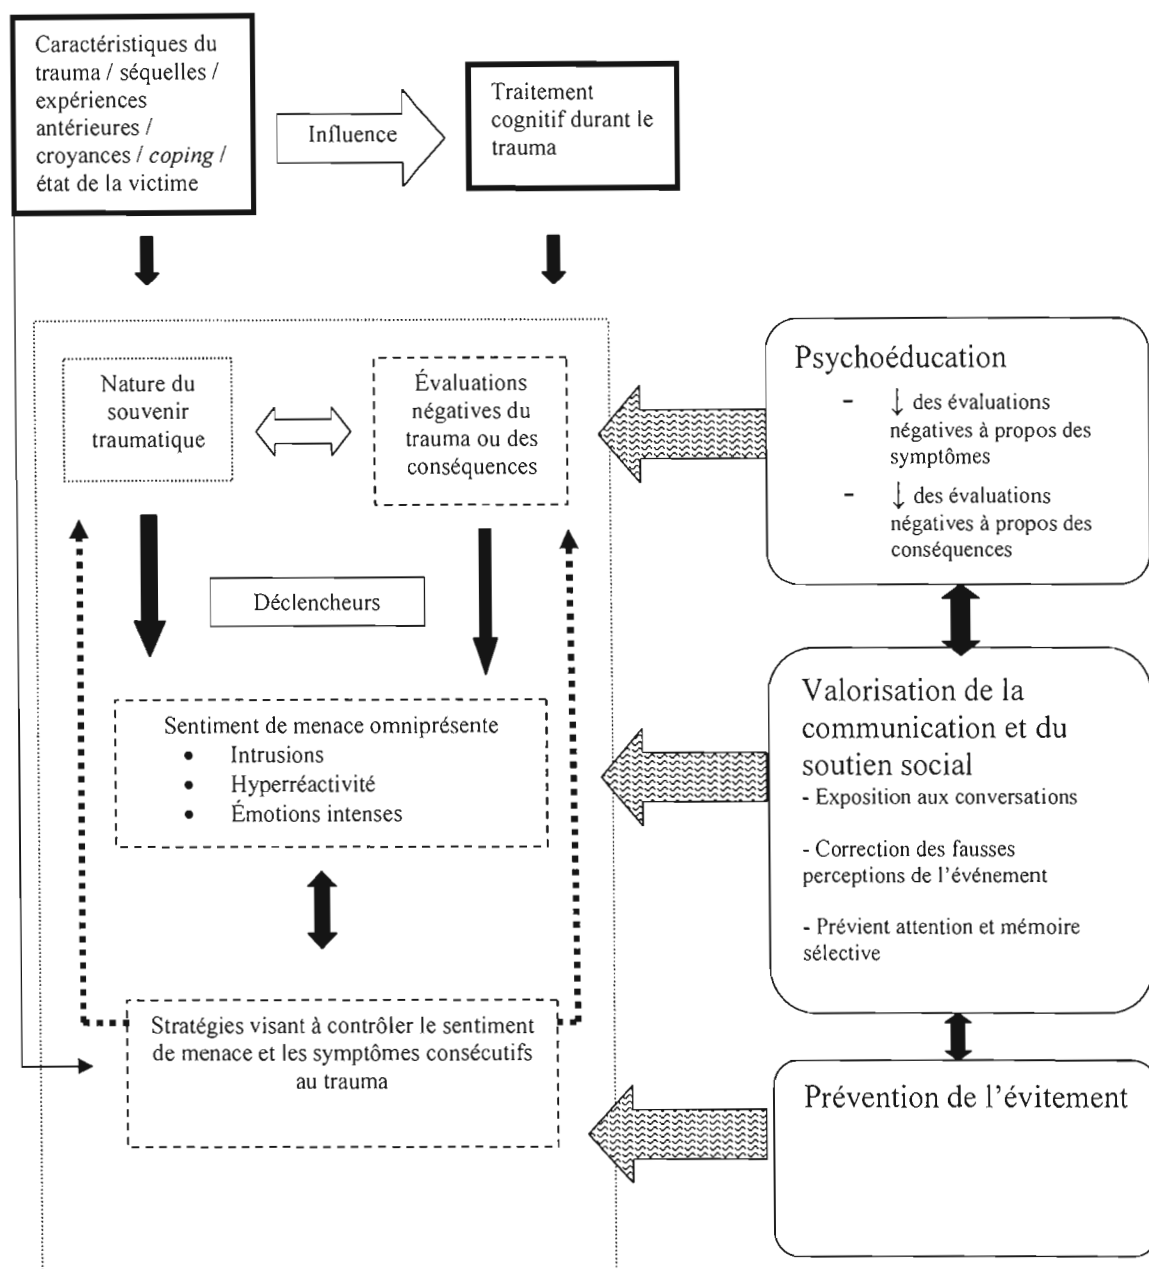 Caractéristiques du
trauma / séquelles /
expériences
antérieures /
croyances / coping /
état de la victime
Influence
Traitement
cognitif durant le
trauma
Nature du
souvenir
traumatique
Évaluations
négatives du
trauma ou des
conséquences
Déclencheurs
Sentiment de menace omniprésente
• Intrusions
• Hyperréactivité
• Émotions intenses
Stratégies visant à contrôler le sentiment
de menace et les symptômes consécutifs
au trauma
Psychoéducation
- ↓ des évaluations
négatives à propos des
symptômes
- ↓ des évaluations
négatives à propos des
conséquences
Valorisation de la
communication et du
soutien social
- Exposition aux conversations
- Correction des fausses
perceptions de l’événement
- Prévient attention et mémoire
sélective
Prévention de l’évitement